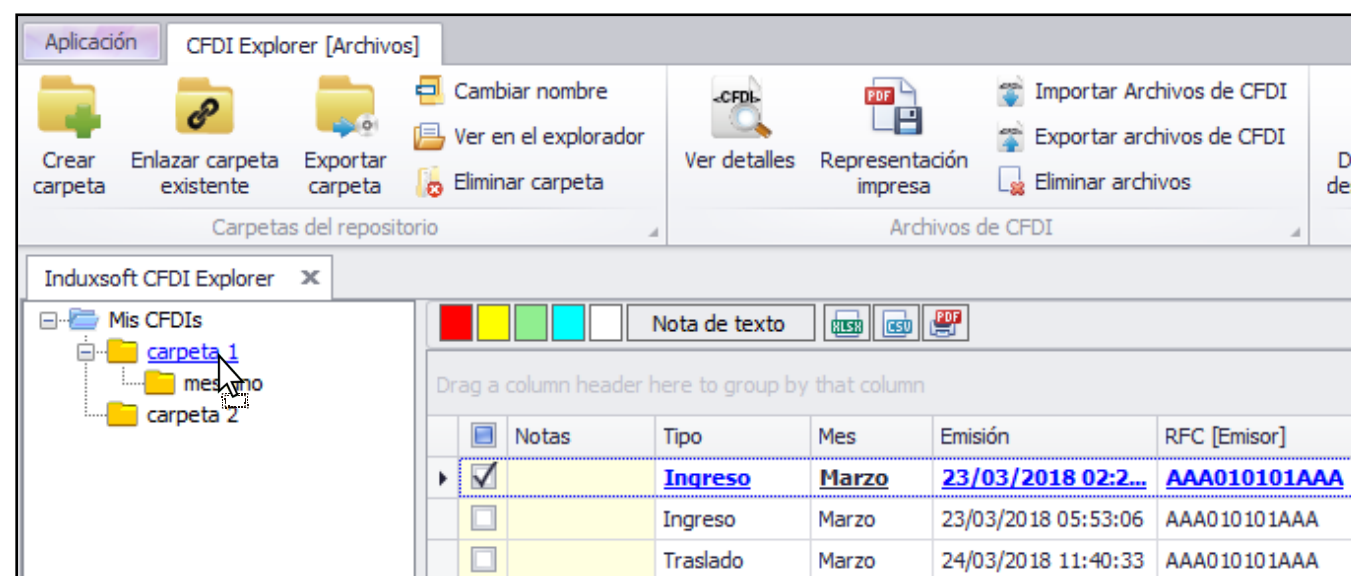 Aplicación
CFDI Explorer [Archivos]
Crear
carpeta
Enlazar carpeta
existente
Exportar
carpeta
Cambiar nombre
Ver en el explorador
Eliminar carpeta
Carpetas del repositorio
<CFDI>
Ver detalles
PDF
Representación
impresa
Importar Archivos de CFDI
Exportar archivos de CFDI
Eliminar archivos
Archivos de CFDI
Induxsoft CFDI Explorer
Mis CFDIs
carpeta 1
carpeta 2
Nota de texto
XLSX
CSV
PDF
Drag a column header here to group by that column
Notas Tipo Mes Emisión RFC [Emisor]
Ingreso Marzo 23/03/2018 02:2... AAA010101AAA
Ingreso Marzo 23/03/2018 05:53:06 AAA010101AAA
Traslado Marzo 24/03/2018 11:40:33 AAA010101AAA